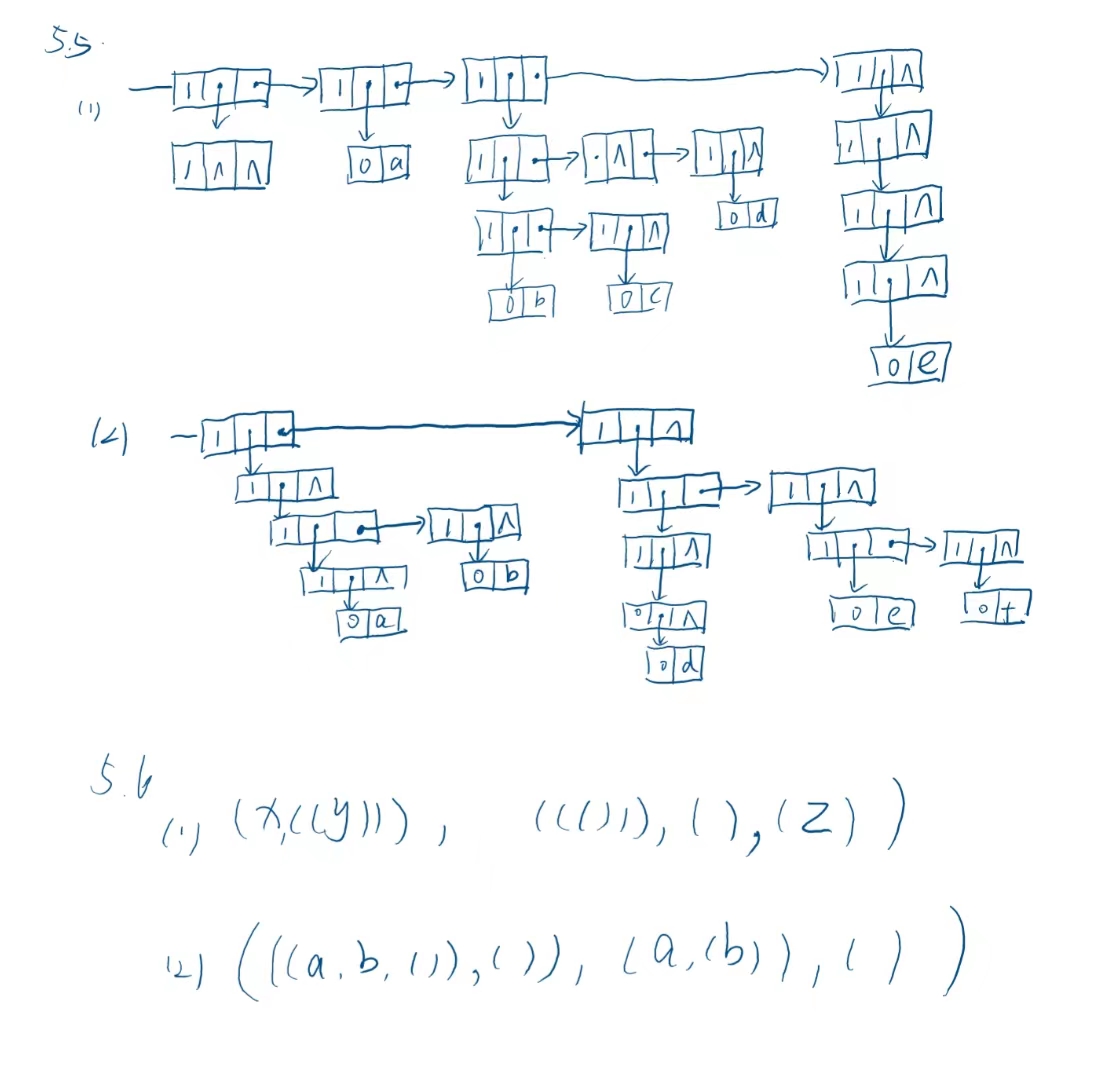 5.5.
(1)
1 1 1 1 ∧
1 ∧ ∧ 0 a 1 · ∧ 1 ∧ 1 ∧
1 1 ∧ 0 d 1 ∧
0 b 0 c 1 ∧
0 e
(2) 1 1 ∧
1 ∧ 1 1 ∧
1 1 ∧ 1 ∧ 1 1 ∧
1 ∧ 0 b 0 ∧ 0 e 0 f
0 a 0 d
5.6
(1) (x,((y))), ((())), ( ), (z) )
(2) (((a, b, ()), ( )), (a, (b)), ( ) )